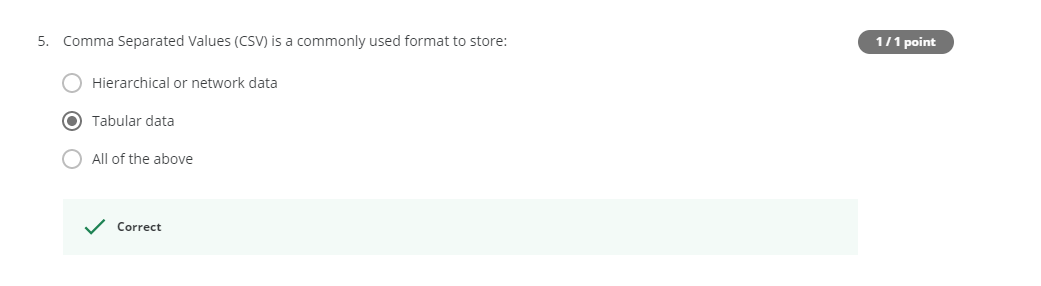 5. Comma Separated Values (CSV) is a commonly used format to store:
1 / 1 point
Hierarchical or network data
Tabular data
All of the above
Correct